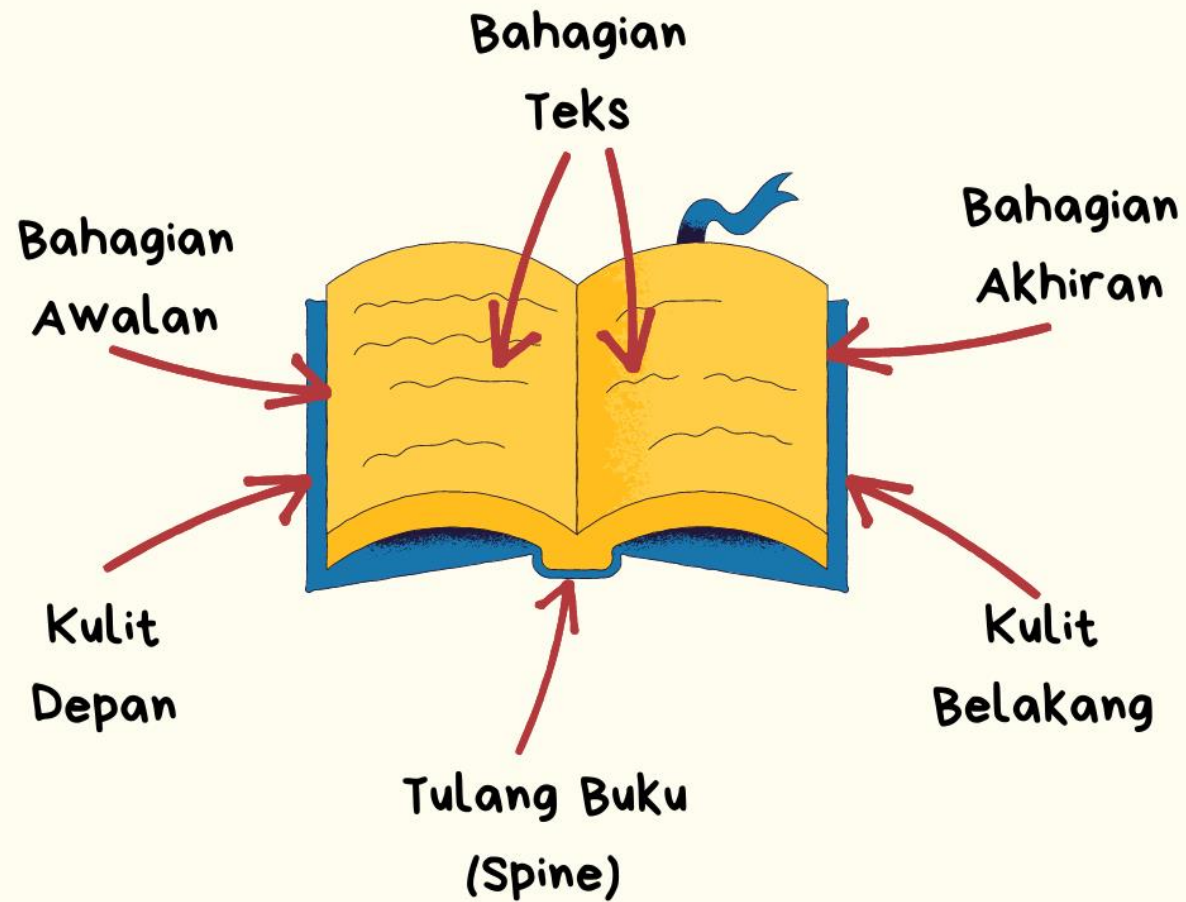 Bahagian
Teks
Bahagian
Awalan
Bahagian
Akhiran
Kulit
Depan
Kulit
Belakang
Tulang Buku
(Spine)